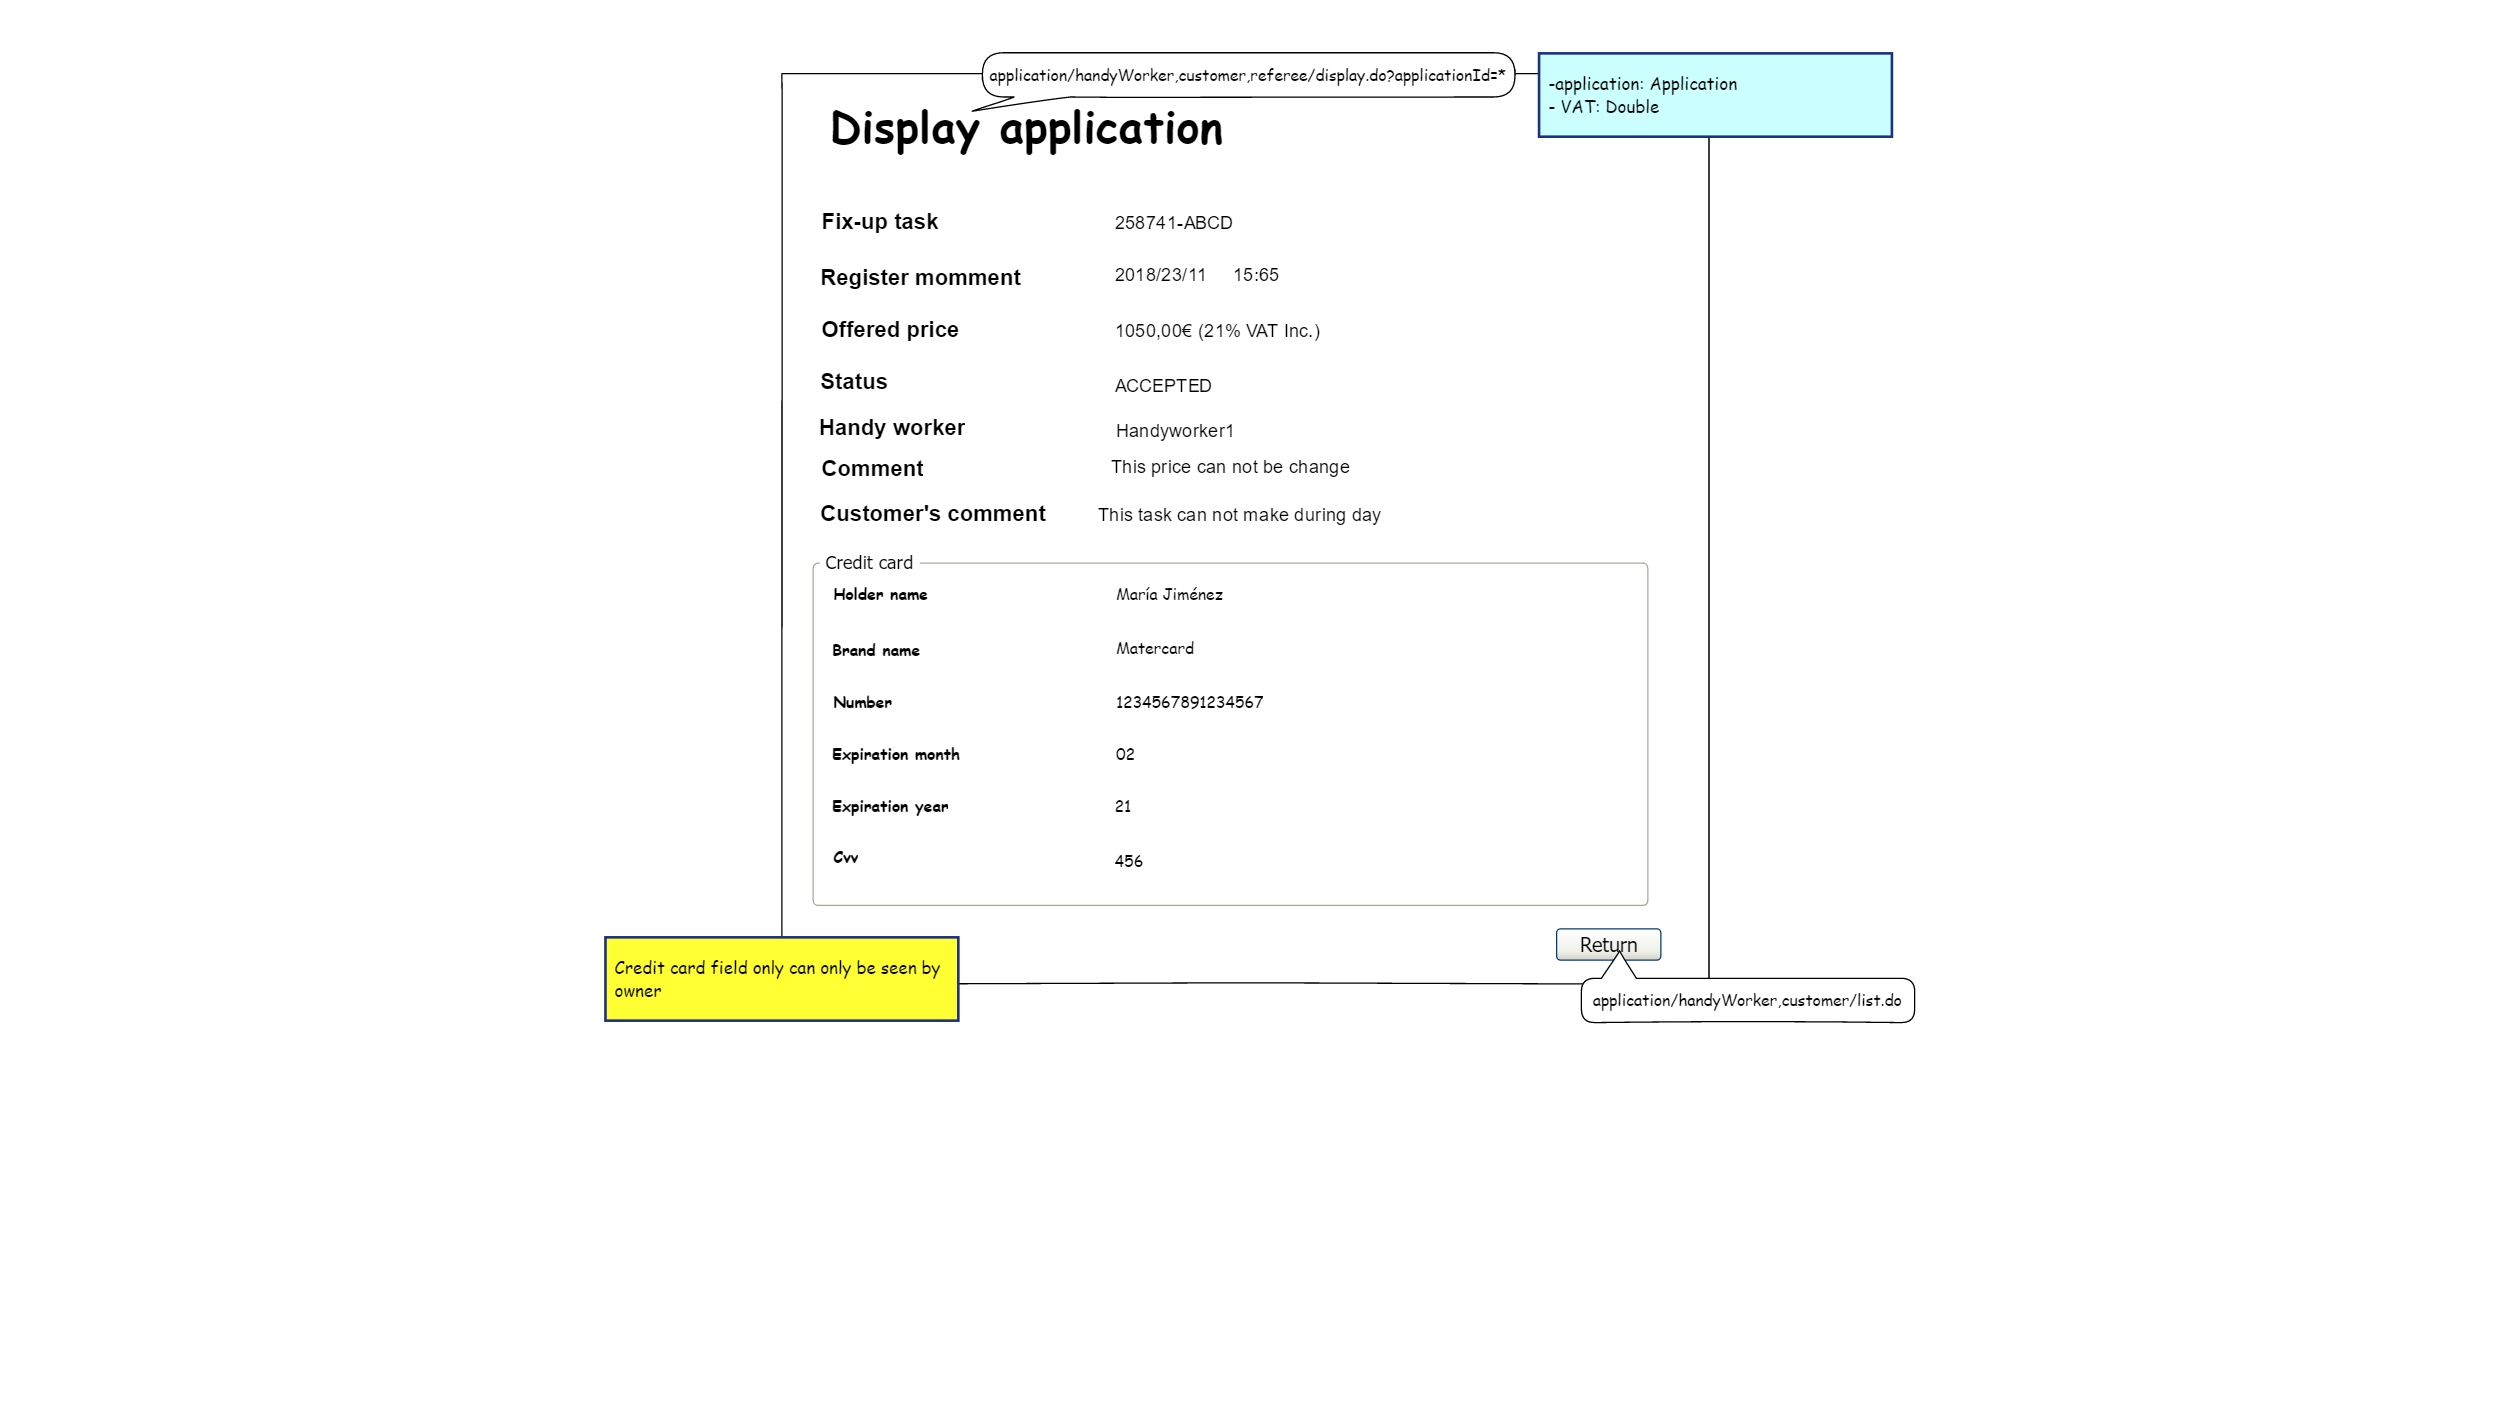 application/handyWorker,customer,referee/display.do?applicationId=*
-application: Application
- VAT: Double
Display application
Fix-up task 258741-ABCD
Register momment 2018/23/11 15:65
Offered price 1050,00€ (21% VAT Inc.)
Status ACCEPTED
Handy worker Handyworker1
Comment This price can not be change
Customer's comment This task can not make during day
Credit card
Holder name María Jiménez
Brand name Matercard
Number 1234567891234567
Expiration month 02
Expiration year 21
Cvv 456
Return
Credit card field only can only be seen by
owner
application/handyWorker,customer/list.do